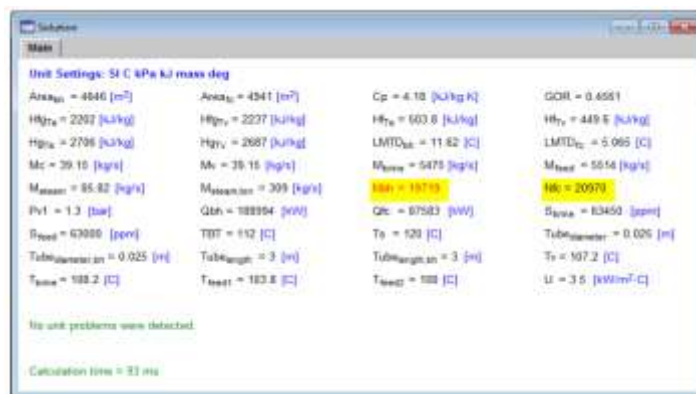 Solution
Main
Unit Settings: SI C kPa kJ mass deg
Area_bh = 4646 [m²] Area_fc = 4941 [m²] Cp = 4.18 [kJ/kg K] GOR = 0.4561
Hfg_Ts = 2202 [kJ/kg] Hfg_Tv = 2237 [kJ/kg] Hf_Ts = 503.8 [kJ/kg] Hf_Tv = 449.6 [kJ/kg]
Hg_Ts = 2706 [kJ/kg] Hg_Tv = 2687 [kJ/kg] LMTD_bh = 11.62 [C] LMTD_fc = 5.065 [C]
Mc = 39.15 [kg/s] Mv = 39.15 [kg/s] M_brine = 5475 [kg/s] M_feed = 5514 [kg/s]
M_steam = 85.82 [kg/s] M_steam,ton = 309 [kg/s] Nbh = 19719 Nfc = 20970
Pv1 = 1.3 [bar] Qbh = 188994 [kW] Qfc = 87583 [kW] S_brine = 63450 [ppm]
S_feed = 63000 [ppm] TBT = 112 [C] Ts = 120 [C] Tube_diameter = 0.025 [m]
Tube_diameter,bh = 0.025 [m] Tube_length = 3 [m] Tube_length,bh = 3 [m] Tv = 107.2 [C]
T_brine = 108.2 [C] T_feed1 = 103.8 [C] T_feed2 = 100 [C] U = 3.5 [kW/m²-C]
No unit problems were detected.
Calculation time = 93 ms